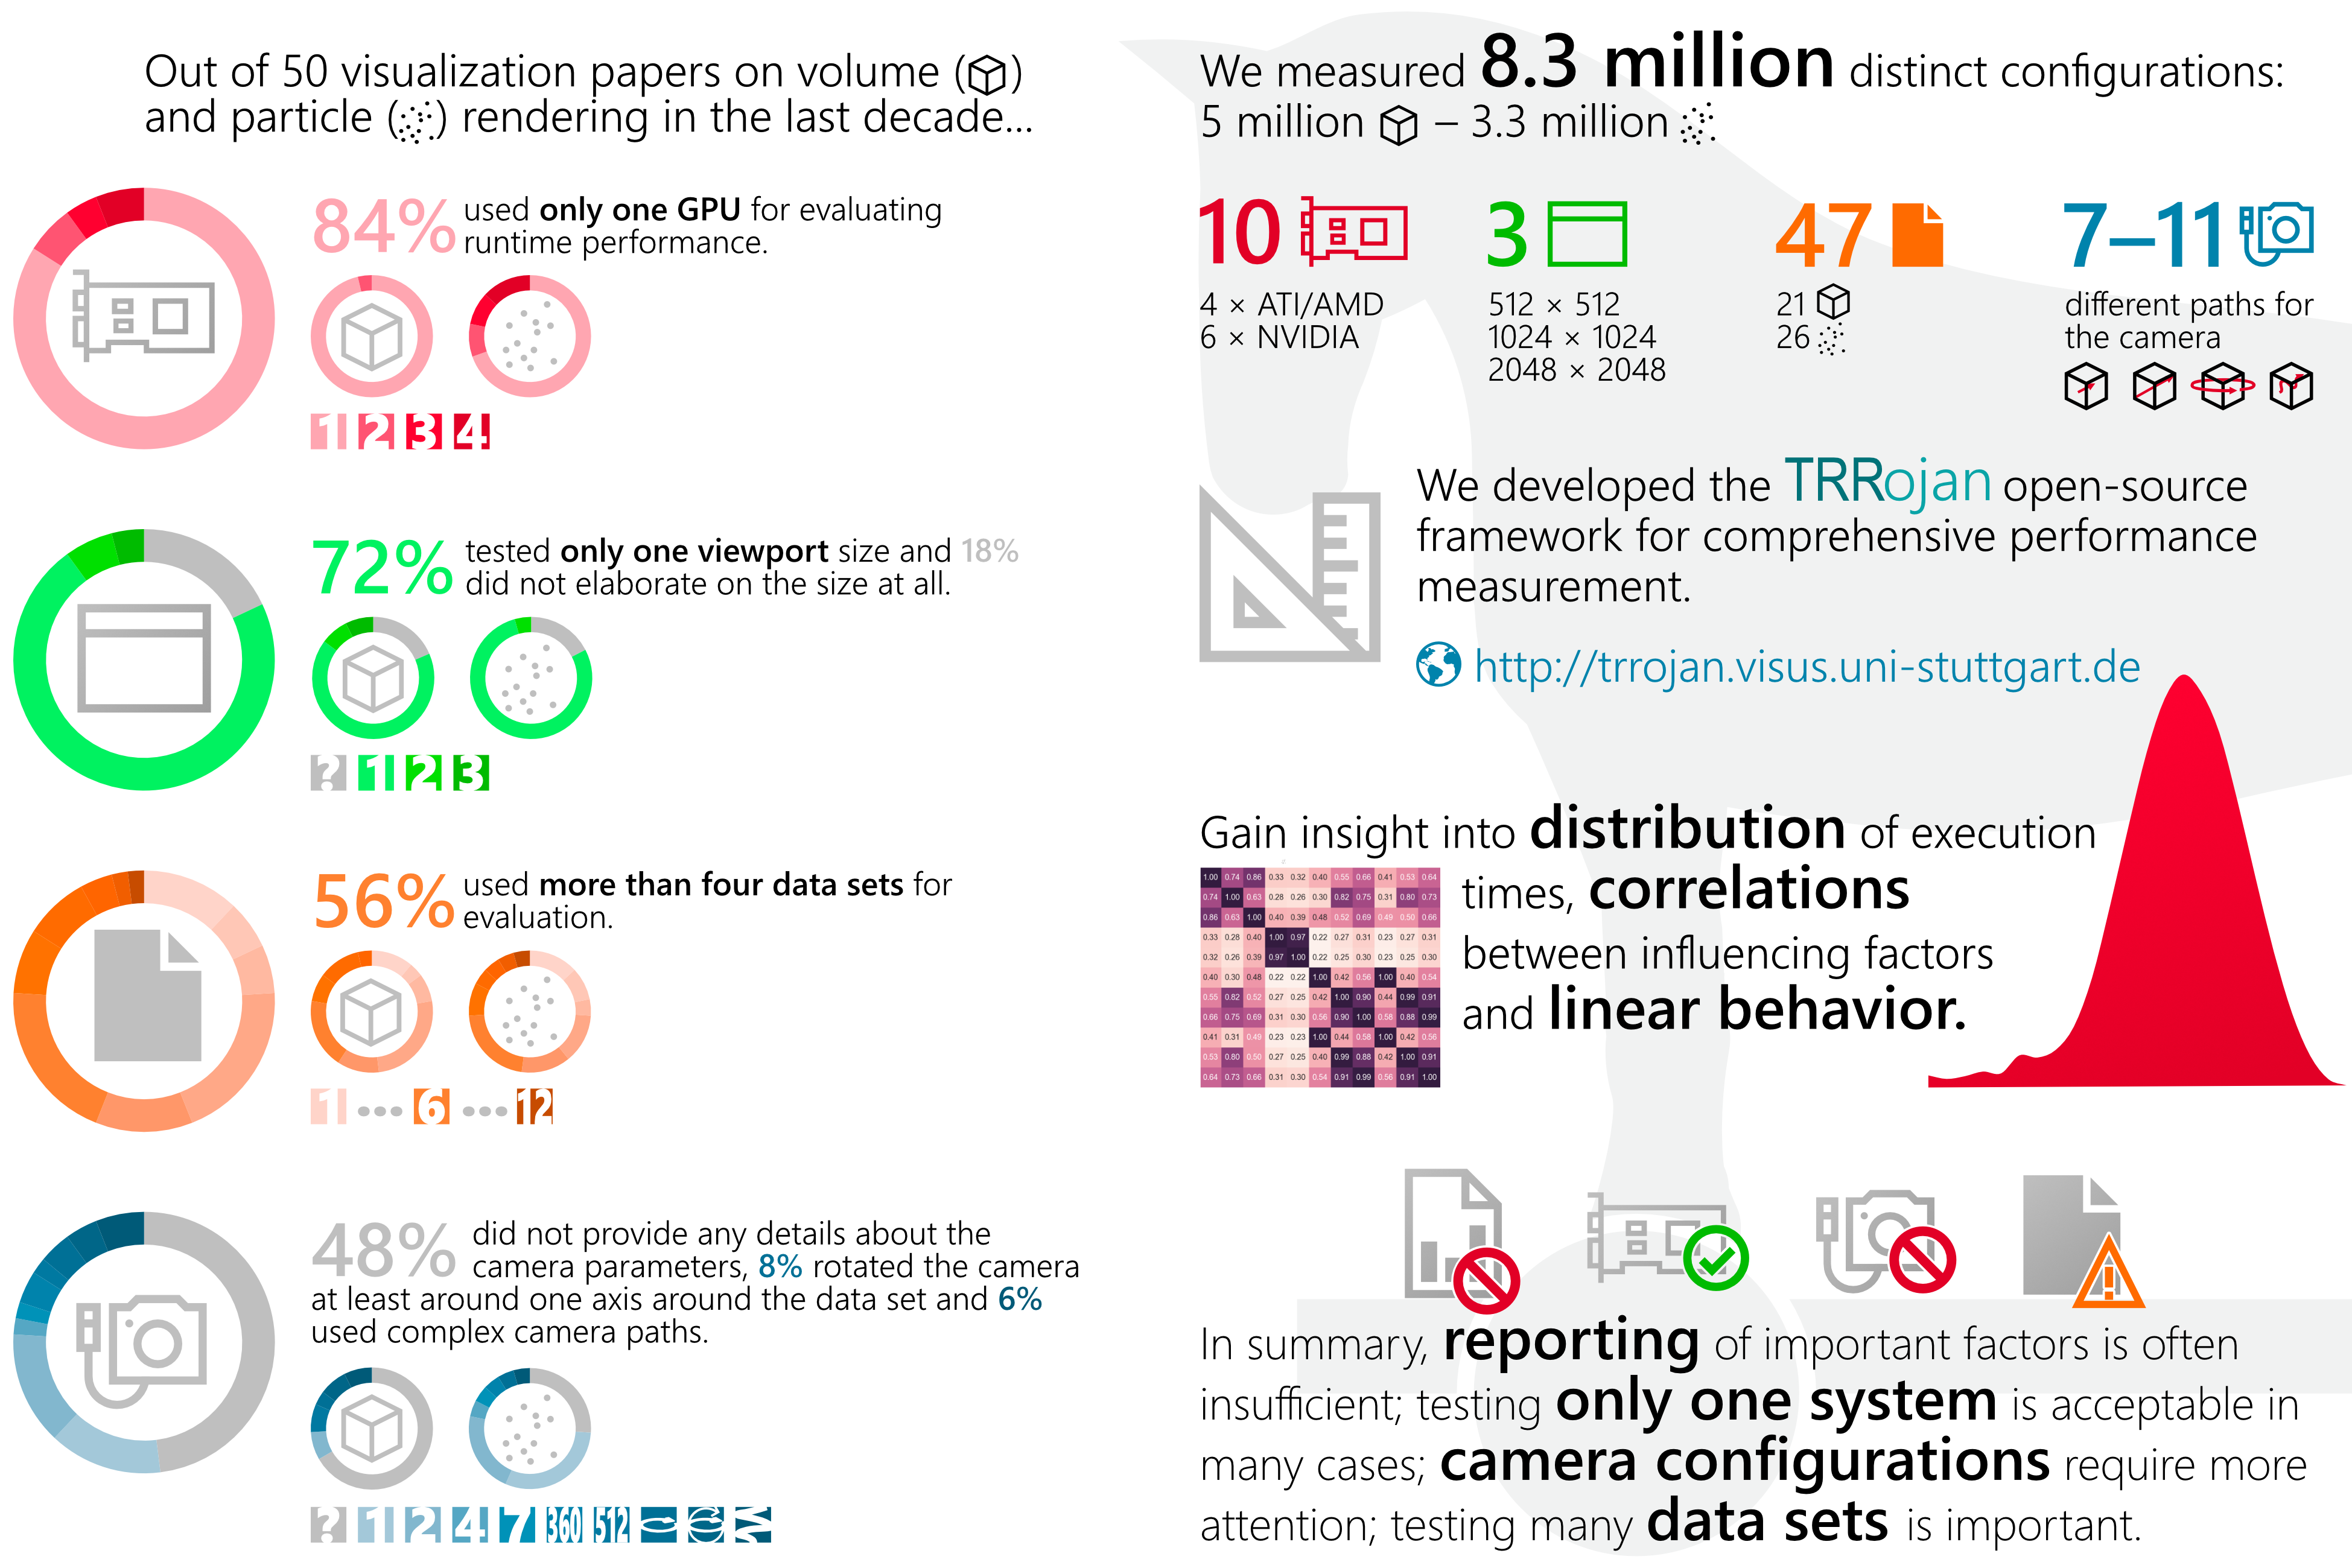 Out of 50 visualization papers on volume ( )
and particle ( ) rendering in the last decade...
84% used only one GPU for evaluating
runtime performance.
1 2 3 4
72% tested only one viewport size and 18%
did not elaborate on the size at all.
? 1 2 3
56% used more than four data sets for
evaluation.
1 ... 6 ... 12
48% did not provide any details about the
camera parameters, 8% rotated the camera
at least around one axis around the data set and 6%
used complex camera paths.
? 1 2 4 7 360 512
We measured 8.3 million distinct configurations:
5 million – 3.3 million
10
4 × ATI/AMD
6 × NVIDIA
3
512 × 512
1024 × 1024
2048 × 2048
47
21
26
7–11
different paths for
the camera
We developed the TRRojan open-source
framework for comprehensive performance
measurement.
http://trrojan.visus.uni-stuttgart.de
Gain insight into distribution of execution
times, correlations
between influencing factors
and linear behavior.
1.00 0.74 0.86 0.33 0.32 0.40 0.55 0.66 0.41 0.53 0.64
0.74 1.00 0.63 0.28 0.26 0.30 0.82 0.75 0.31 0.80 0.73
0.86 0.63 1.00 0.40 0.39 0.48 0.52 0.69 0.49 0.50 0.66
0.33 0.28 0.40 1.00 0.97 0.22 0.27 0.31 0.23 0.27 0.31
0.32 0.26 0.39 0.97 1.00 0.22 0.25 0.30 0.23 0.25 0.30
0.40 0.30 0.48 0.22 0.22 1.00 0.42 0.56 1.00 0.40 0.54
0.55 0.82 0.52 0.27 0.25 0.42 1.00 0.90 0.44 0.99 0.91
0.66 0.75 0.69 0.31 0.30 0.56 0.90 1.00 0.58 0.88 0.99
0.41 0.31 0.49 0.23 0.23 1.00 0.44 0.58 1.00 0.42 0.56
0.53 0.80 0.50 0.27 0.25 0.40 0.99 0.88 0.42 1.00 0.91
0.64 0.73 0.66 0.31 0.30 0.54 0.91 0.99 0.56 0.91 1.00
In summary, reporting of important factors is often
insufficient; testing only one system is acceptable in
many cases; camera configurations require more
attention; testing many data sets is important.